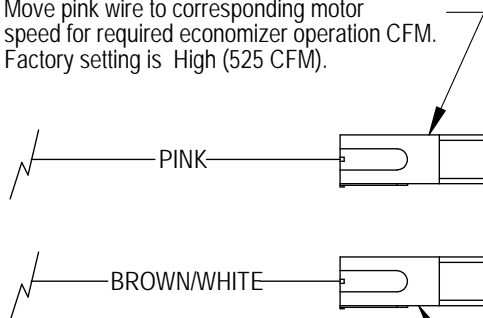 Move pink wire to corresponding motor
speed for required economizer operation CFM.
Factory setting is High (525 CFM).
PINK
BROWN/WHITE